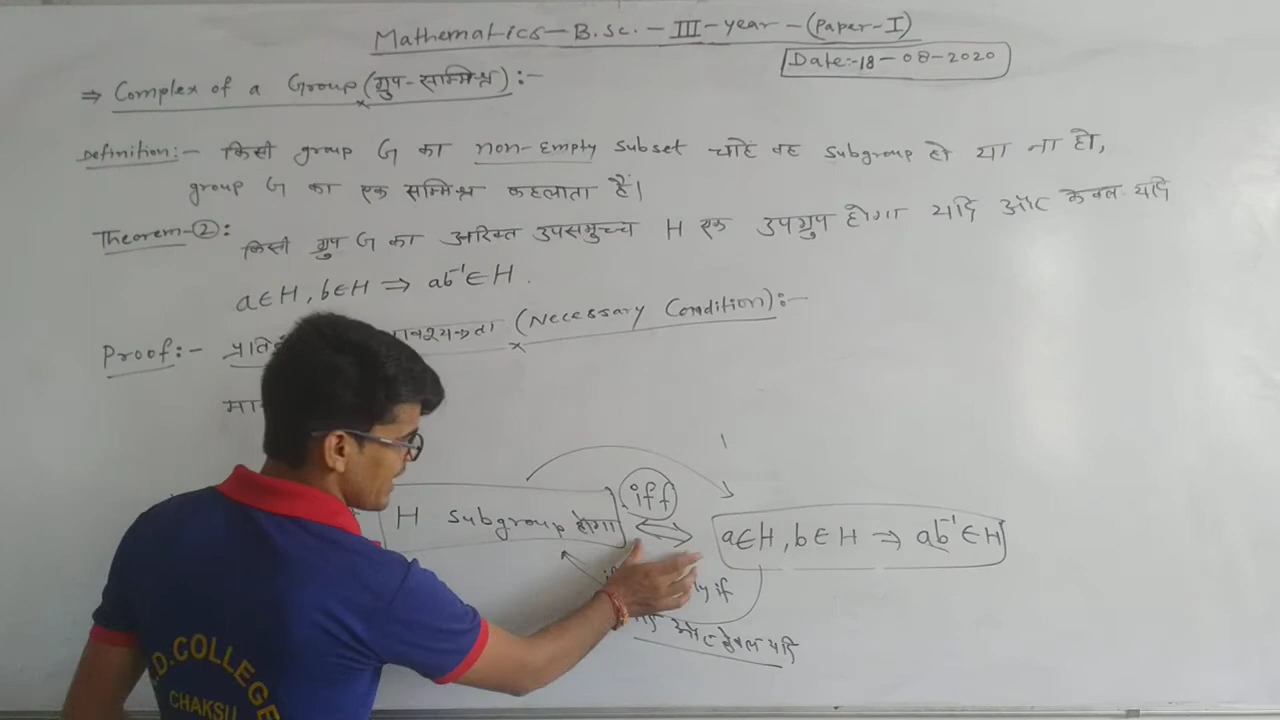 Mathematics-B.Sc.-III-year-(Paper-I)
Date:-18-08-2020
⇒ Complex of a Group (ग्रुप-सम्मिश्र):-
Definition:- किसी group G का non-Empty subset चाहे वह subgroup हो या ना हो,
group G का एक सम्मिश्र कहलाता है।
Theorem-②: किसी ग्रुप G का अरिक्त उपसमुच्य H एक उपग्रुप होगा यदि और केवल यदि
a∈H, b∈H ⇒ ab⁻¹∈H.
Proof:- (Necessary Condition):-
H subgroup होगा iff ⇔ a∈H, b∈H ⇒ ab⁻¹∈H
if
और केवल यदि
D.COLLEGE
CHAKSU